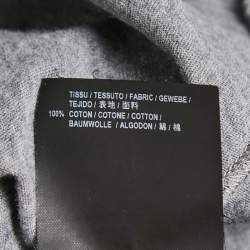 TISSU / TESSUTO / FABRIC / GEWEBE /
TEJIDO / 表地 / 面料
100% COTON / COTONE / COTTON /
BAUMWOLLE / ALGODON / 綿 / 棉